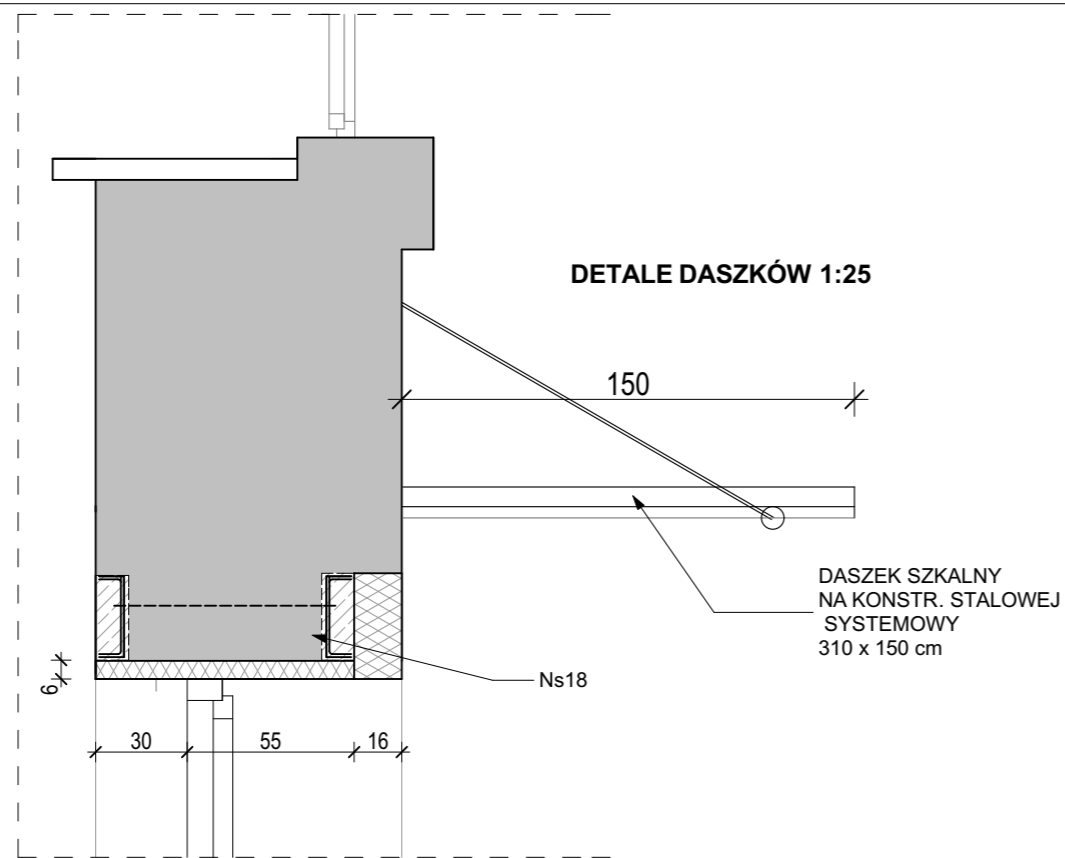 DETALE DASZKÓW 1:25
150
DASZEK SZKALNY
NA KONSTR. STALOWEJ
SYSTEMOWY
310 x 150 cm
Ns18
6
30
55
16